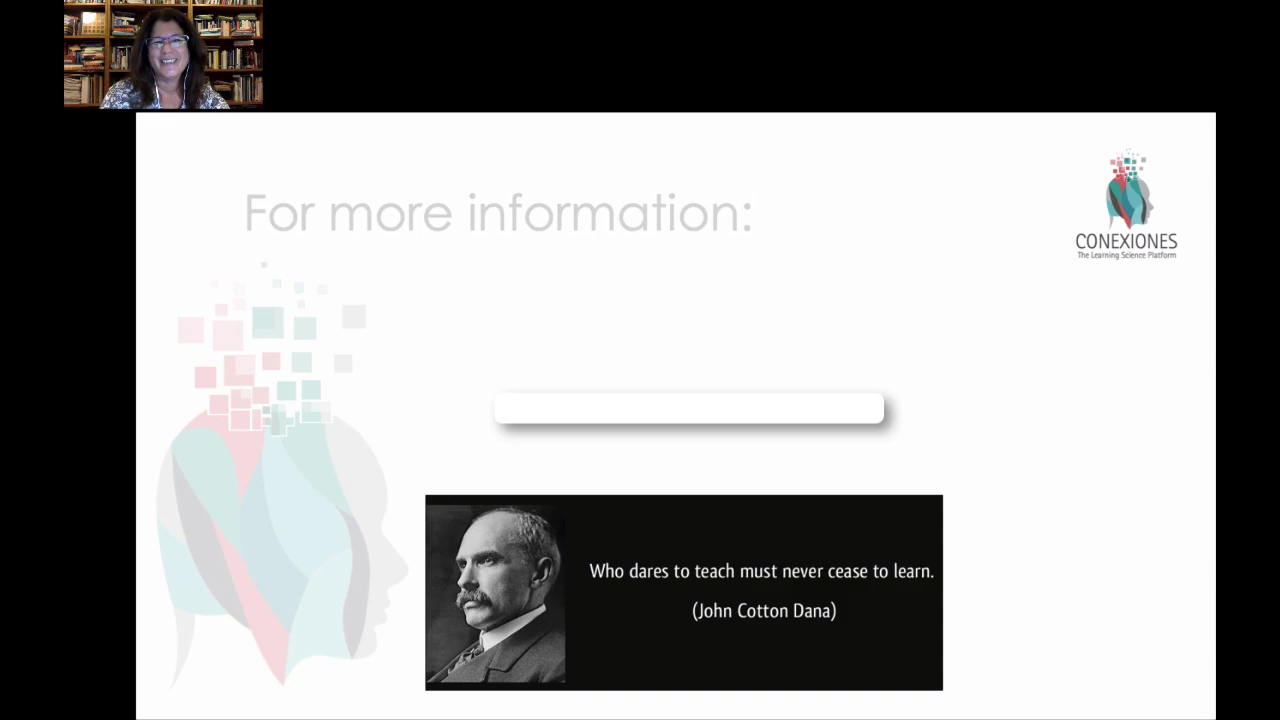 For more information:
CONEXIONES
The Learning Science Platform
Who dares to teach must never cease to learn.
(John Cotton Dana)